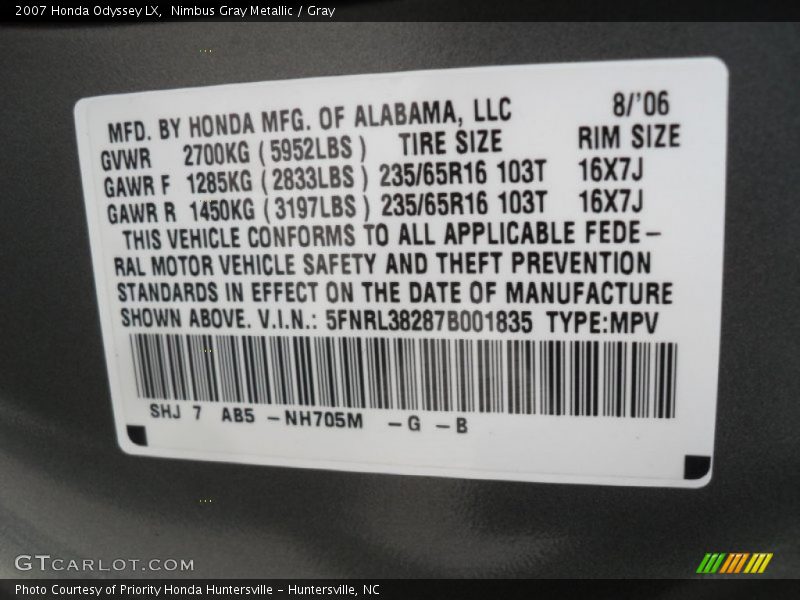 2007 Honda Odyssey LX, Nimbus Gray Metallic / Gray
MFD. BY HONDA MFG. OF ALABAMA, LLC 8/'06
GVWR 2700KG (5952LBS) TIRE SIZE RIM SIZE
GAWR F 1285KG (2833LBS) 235/65R16 103T 16X7J
GAWR R 1450KG (3197LBS) 235/65R16 103T 16X7J
THIS VEHICLE CONFORMS TO ALL APPLICABLE FEDE–
RAL MOTOR VEHICLE SAFETY AND THEFT PREVENTION
STANDARDS IN EFFECT ON THE DATE OF MANUFACTURE
SHOWN ABOVE. V.I.N.: 5FNRL38287B001835 TYPE:MPV
SHJ 7 AB5 –NH705M –G –B
GTCARLOT.COM
Photo Courtesy of Priority Honda Huntersville – Huntersville, NC